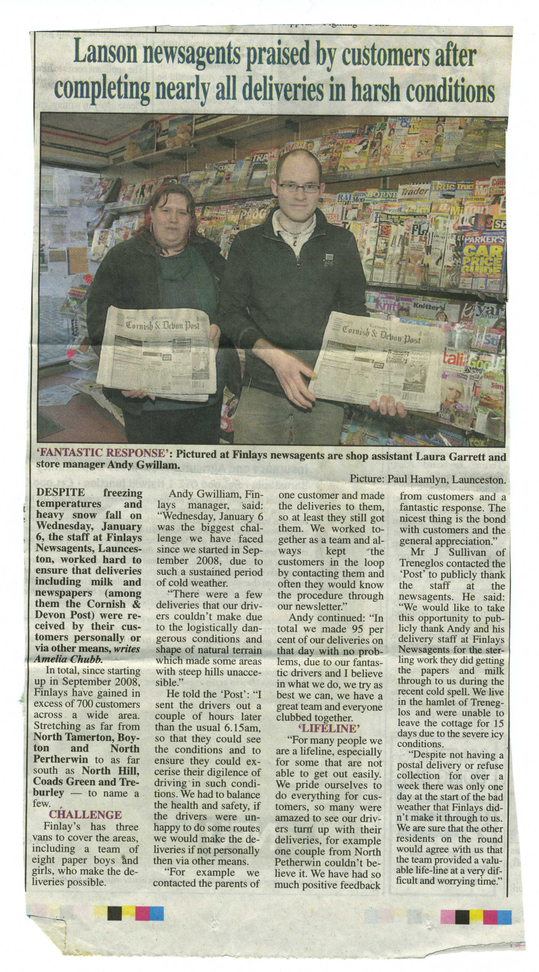 Lanson newsagents praised by customers after
completing nearly all deliveries in harsh conditions
Cornish & Devon Post
Cornish & Devon Post
PARKER'S
CAR
PRICE
GUIDE
Trader
'FANTASTIC RESPONSE': Pictured at Finlays newsagents are shop assistant Laura Garrett and
store manager Andy Gwillam.
Picture: Paul Hamlyn, Launceston.
DESPITE freezing
temperatures and
heavy snow fall on
Wednesday, January
6, the staff at Finlays
Newsagents, Launces-
ton, worked hard to
ensure that deliveries
including milk and
newspapers (among
them the Cornish &
Devon Post) were re-
ceived by their cus-
tomers personally or
via other means, writes
Amelia Chubb.
In total, since starting
up in September 2008,
Finlays have gained in
excess of 700 customers
across a wide area.
Stretching as far from
North Tamerton, Boy-
ton and North
Petherwin to as far
south as North Hill,
Coads Green and Tre-
burley — to name a
few.
CHALLENGE
Finlay's has three
vans to cover the areas,
including a team of
eight paper boys and
girls, who make the de-
liveries possible.
Andy Gwilliam, Fin-
lays manager, said:
"Wednesday, January 6
was the biggest chal-
lenge we have faced
since we started in Sep-
tember 2008, due to
such a sustained period
of cold weather.
"There were a few
deliveries that our driv-
ers couldn't make due
to the logistically dan-
gerous conditions and
shape of natural terrain
which made some areas
with steep hills unacce-
sible."
He told the 'Post': "I
sent the drivers out a
couple of hours later
than the usual 6.15am,
so that they could see
the conditions and to
ensure they could ex-
ercise their digilence of
driving in such condi-
tions. We had to balance
the health and safety, if
the drivers were un-
happy to do some routes
we would make the de-
liveries if not personally
then via other means.
"For example we
contacted the parents of
one customer and made
the deliveries to them,
so at least they still got
them. We worked to-
gether as a team and al-
ways kept the
customers in the loop
by contacting them and
often they would know
the procedure through
our newsletter."
Andy continued: "In
total we made 95 per
cent of our deliveries on
that day with no prob-
lems, due to our fantas-
tic drivers and I believe
in what we do, we try as
best we can, we have a
great team and everyone
clubbed together.
'LIFELINE'
"For many people we
are a lifeline, especially
for some that are not
able to get out easily.
We pride ourselves to
do everything for cus-
tomers, so many were
amazed to see our driv-
ers turn up with their
deliveries, for example
one couple from North
Petherwin couldn't be-
lieve it. We have had so
much positive feedback
from customers and a
fantastic response. The
nicest thing is the bond
with customers and the
general appreciation."
Mr J Sullivan of
Treneglos contacted the
'Post' to publicly thank
the staff at the
newsagents. He said:
"We would like to take
this opportunity to pub-
licly thank Andy and his
delivery staff at Finlays
Newsagents for the ster-
ling work they did getting
the papers and milk
through to us during the
recent cold spell. We live
in the hamlet of Treneg-
los and were unable to
leave the cottage for 15
days due to the severe icy
conditions.
"Despite not having a
postal delivery or refuse
collection for over a
week there was only one
day at the start of the bad
weather that Finlays did-
n't make it through to us.
We are sure that the other
residents on the round
would agree with us that
the team provided a valu-
able life-line at a very dif-
ficult and worrying time."